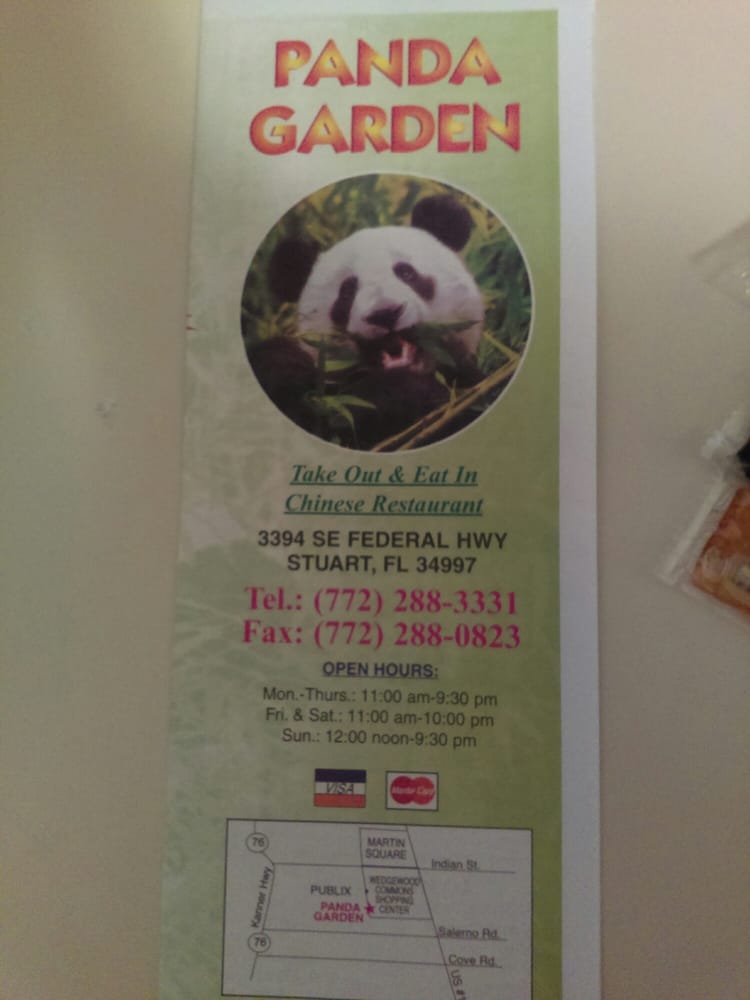 PANDA
GARDEN
Take Out & Eat In
Chinese Restaurant
3394 SE FEDERAL HWY
STUART, FL 34997
Tel.: (772) 288-3331
Fax: (772) 288-0823
OPEN HOURS:
Mon.-Thurs.: 11:00 am-9:30 pm
Fri. & Sat.: 11:00 am-10:00 pm
Sun.: 12:00 noon-9:30 pm
VISA
MasterCard
76
MARTIN
SQUARE
Indian St.
Kanner Hwy
PUBLIX
WEDGEWOOD
COMMONS
SHOPPING
CENTER
PANDA
GARDEN
76
Salerno Rd.
Cove Rd.
US #1